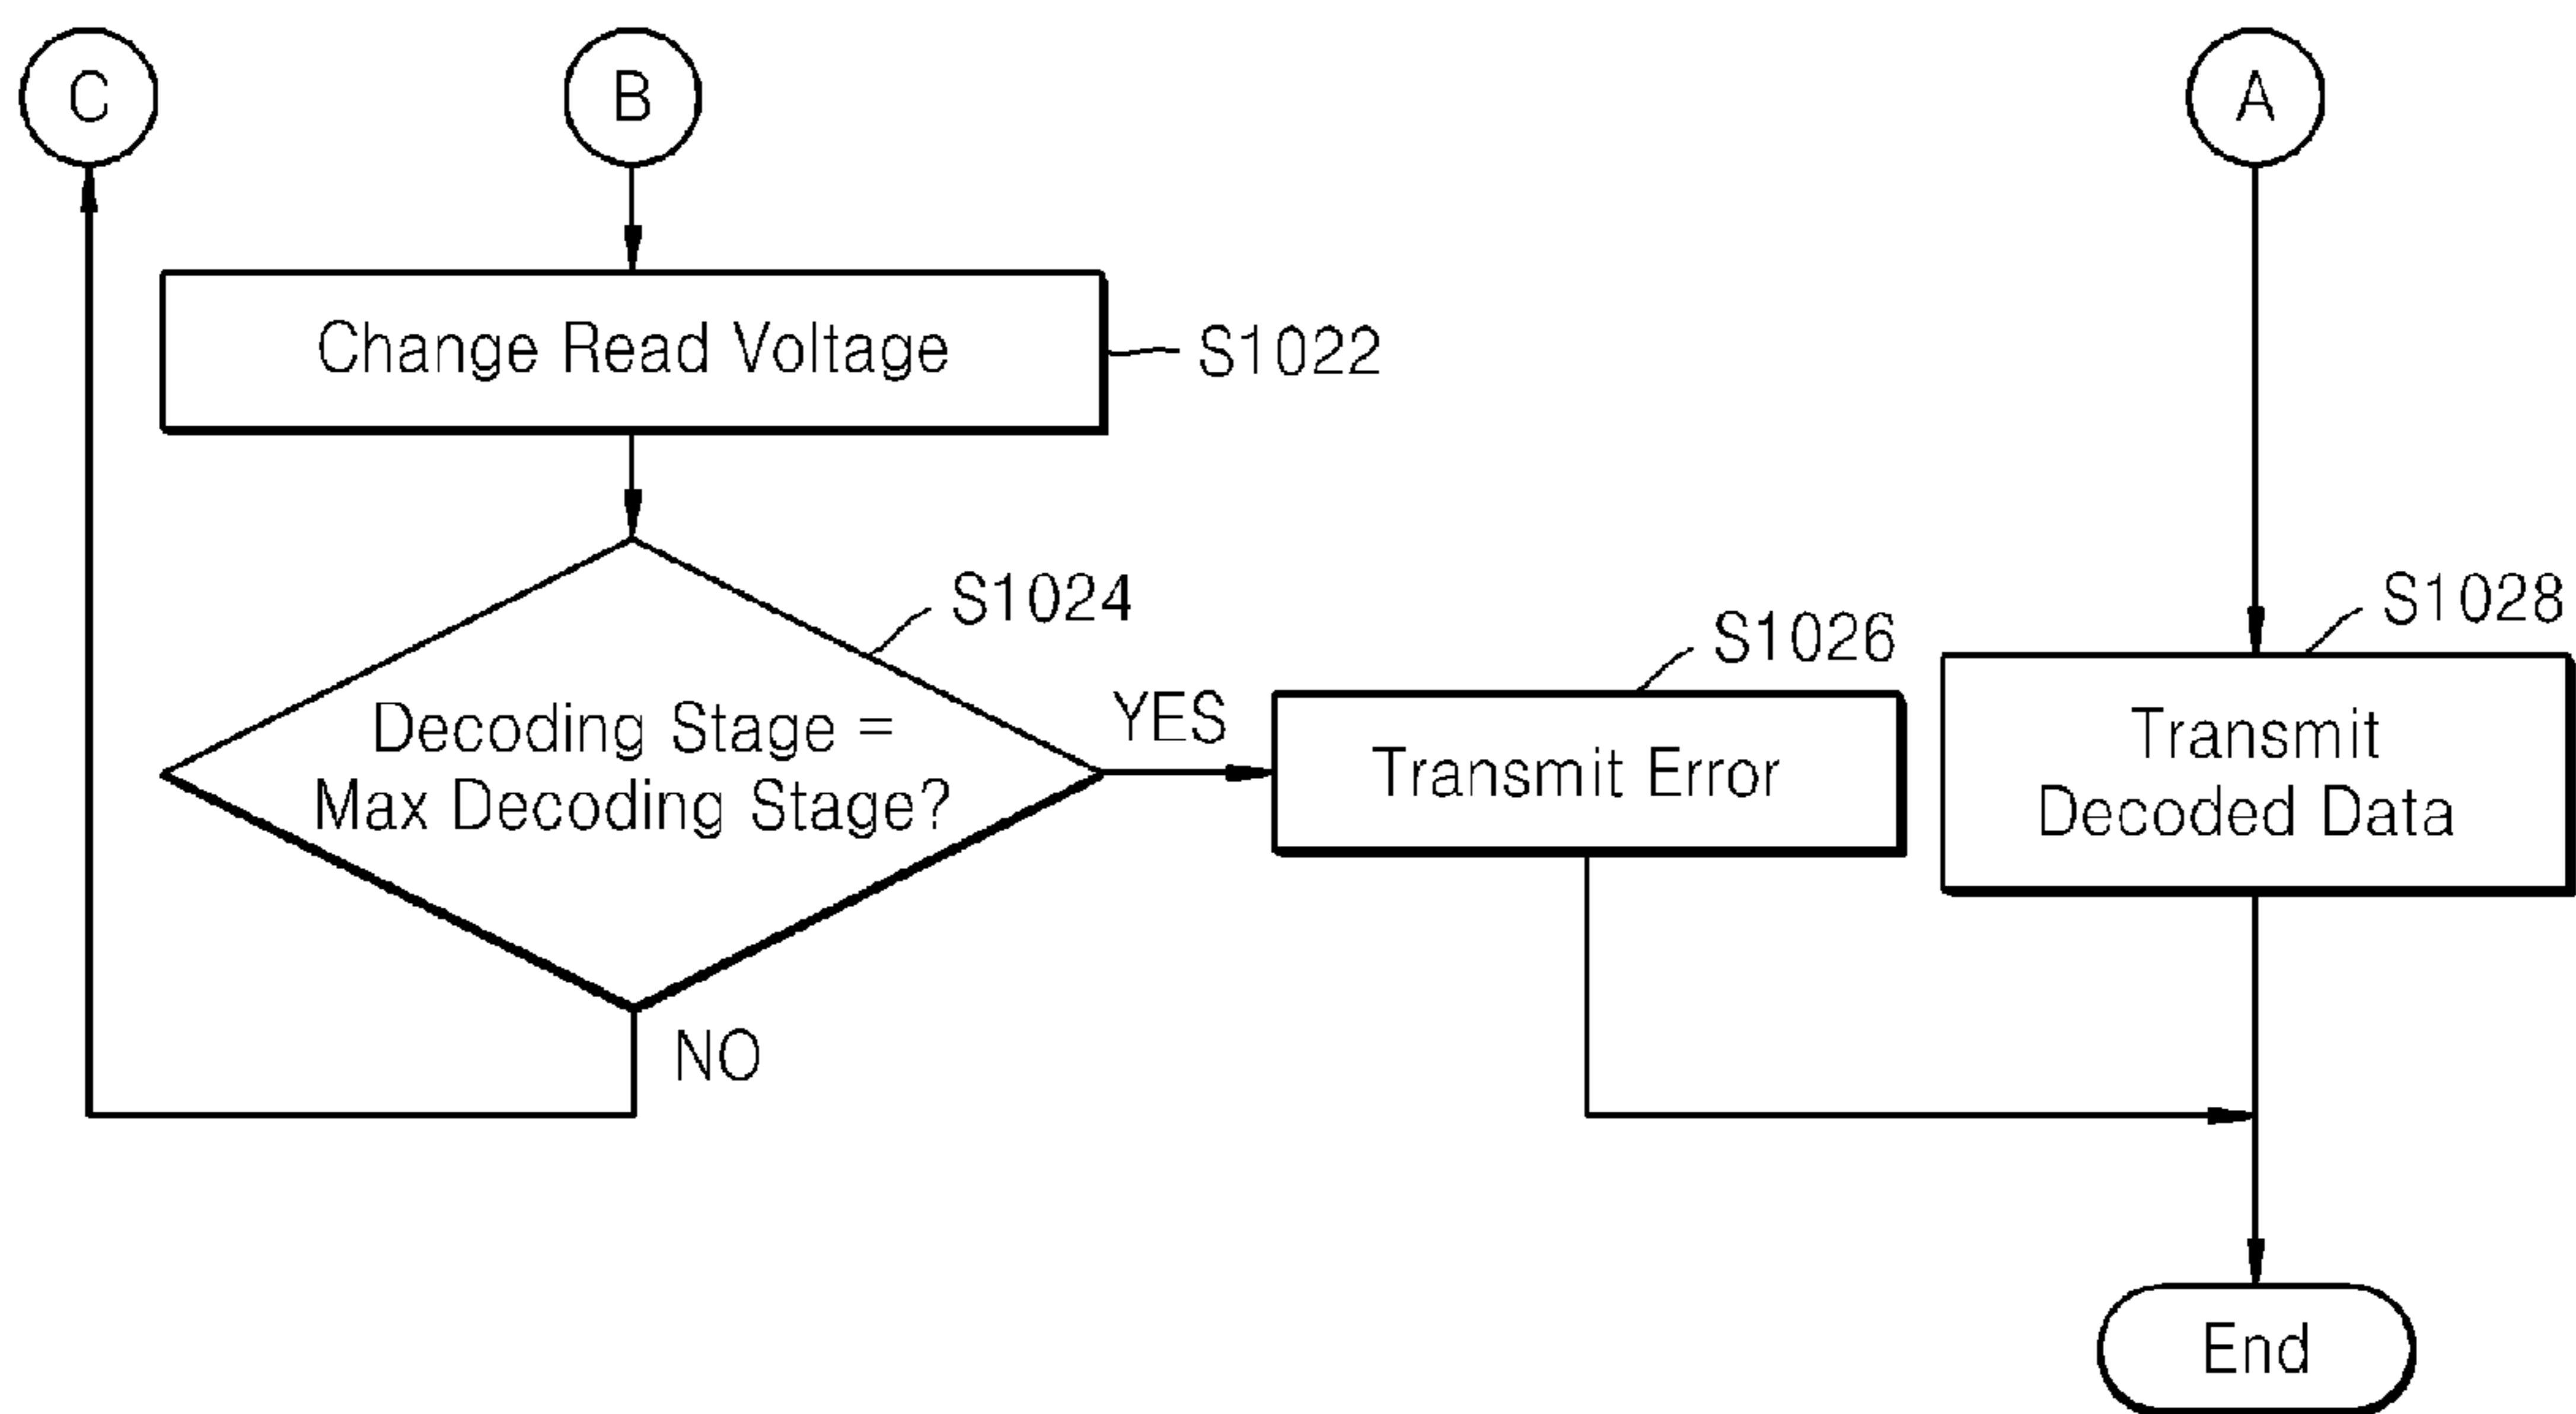 C
B
A
Change Read Voltage
S1022
S1024
Decoding Stage =
Max Decoding Stage?
YES
NO
S1026
Transmit Error
S1028
Transmit
Decoded Data
End